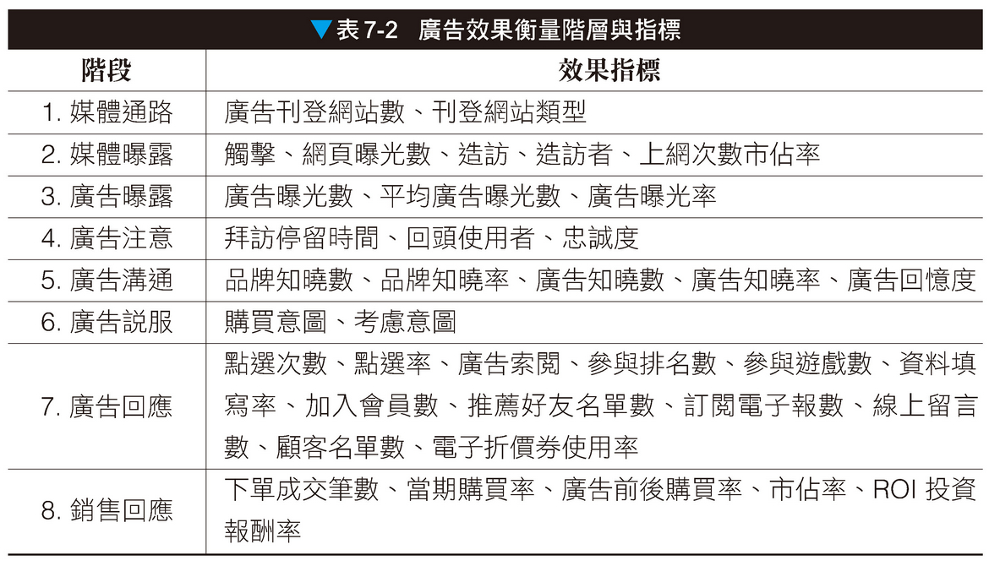 ▼表 7-2 廣告效果衡量階層與指標
階段 效果指標
1. 媒體通路 廣告刊登網站數、刊登網站類型
2. 媒體曝露 觸擊、網頁曝光數、造訪、造訪者、上網次數市佔率
3. 廣告曝露 廣告曝光數、平均廣告曝光數、廣告曝光率
4. 廣告注意 拜訪停留時間、回頭使用者、忠誠度
5. 廣告溝通 品牌知曉數、品牌知曉率、廣告知曉數、廣告知曉率、廣告回憶度
6. 廣告說服 購買意圖、考慮意圖
7. 廣告回應
點選次數、點選率、廣告索閱、參與排名數、參與遊戲數、資料填
寫率、加入會員數、推薦好友名單數、訂閱電子報數、線上留言
數、顧客名單數、電子折價券使用率
8. 銷售回應
下單成交筆數、當期購買率、廣告前後購買率、市佔率、ROI 投資
報酬率